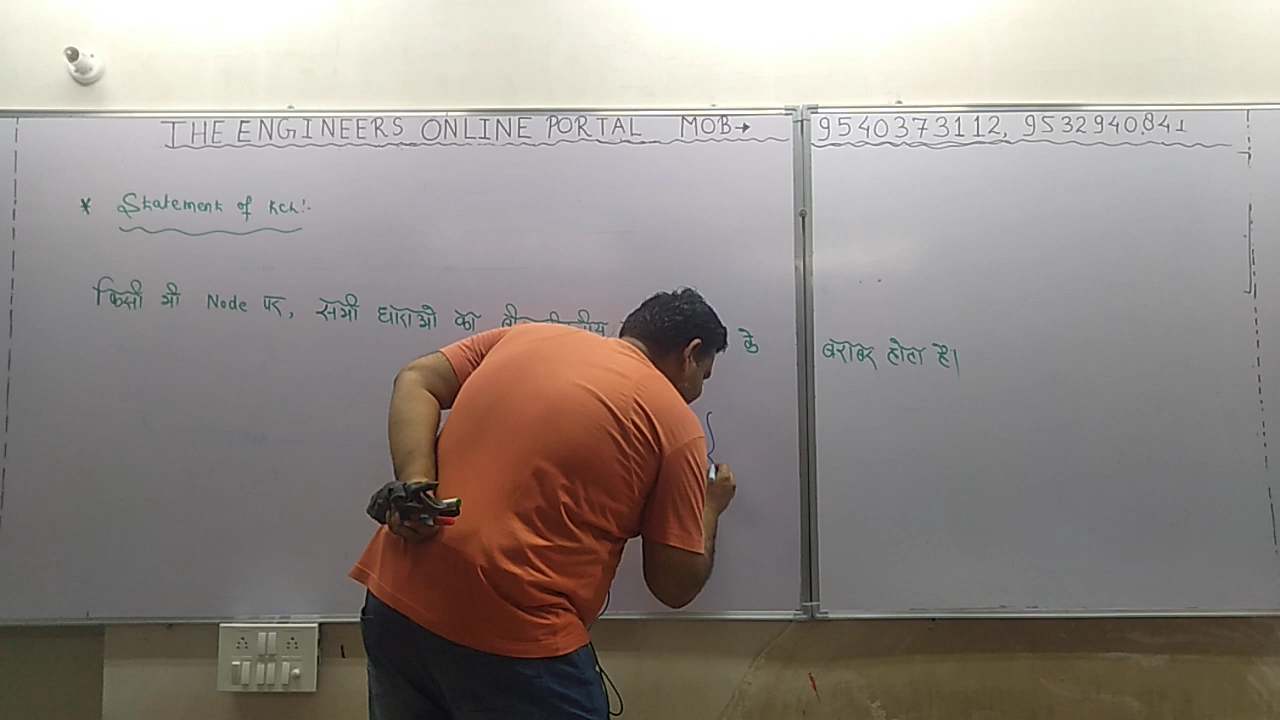 THE ENGINEERS ONLINE PORTAL MOB→ 9540373112, 9532940841
* Statement of KCL:-
किसी भी Node पर, सभी धाराओ का के बराबर होता है।